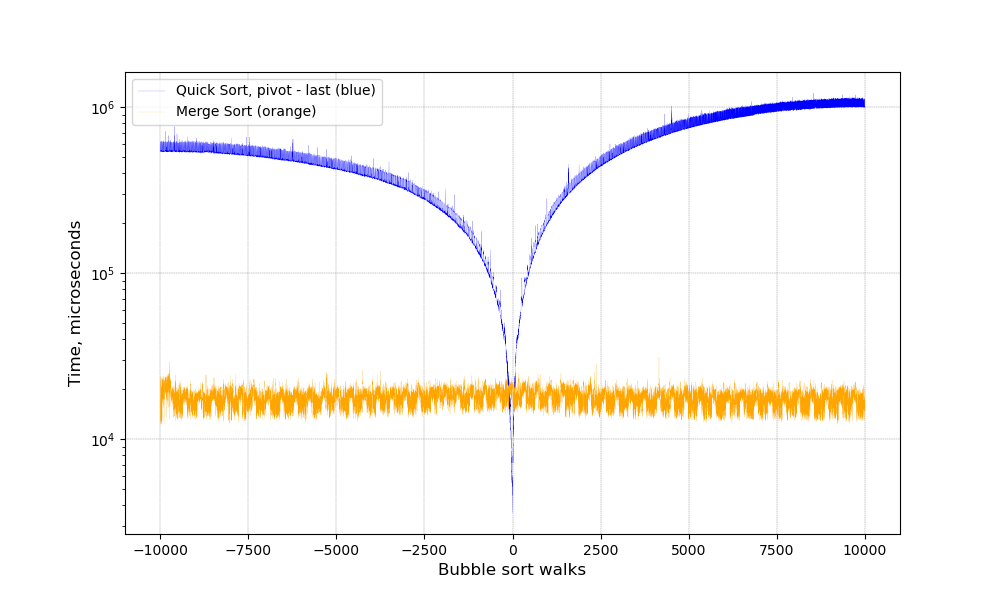 Quick Sort, pivot - last (blue)
Merge Sort (orange)
10⁶
10⁵
10⁴
Time, microseconds
−10000 −7500 −5000 −2500 0 2500 5000 7500 10000
Bubble sort walks